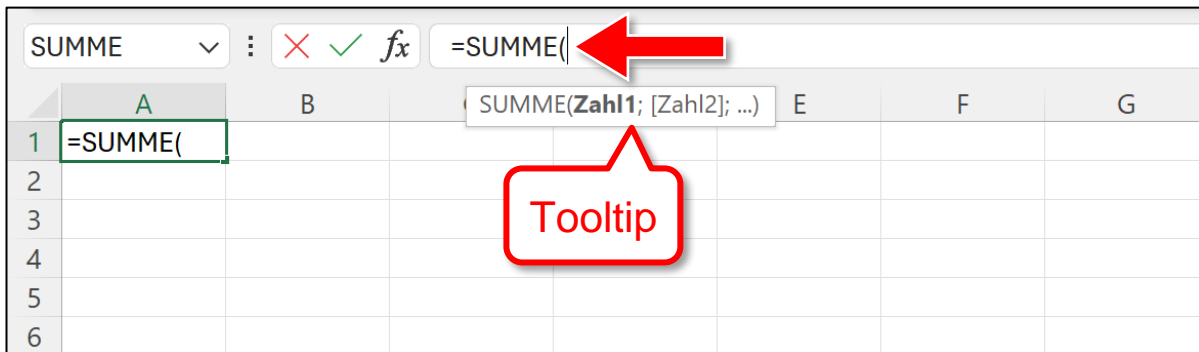 SUMME fx =SUMME(
A B C E F G
SUMME(Zahl1; [Zahl2]; ...)
1 =SUMME(
2
3
Tooltip
4
5
6